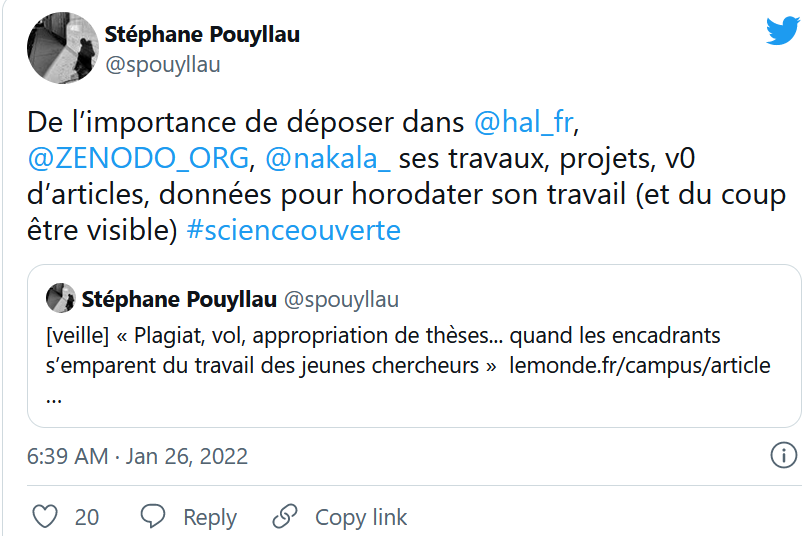 Stéphane Pouyllau
@spouyllau
De l’importance de déposer dans @hal_fr,
@ZENODO_ORG, @nakala_ ses travaux, projets, v0
d’articles, données pour horodater son travail (et du coup
être visible) #scienceouverte
Stéphane Pouyllau @spouyllau
[veille] « Plagiat, vol, appropriation de thèses... quand les encadrants
s’emparent du travail des jeunes chercheurs » lemonde.fr/campus/article
...
6:39 AM · Jan 26, 2022
20 Reply Copy link